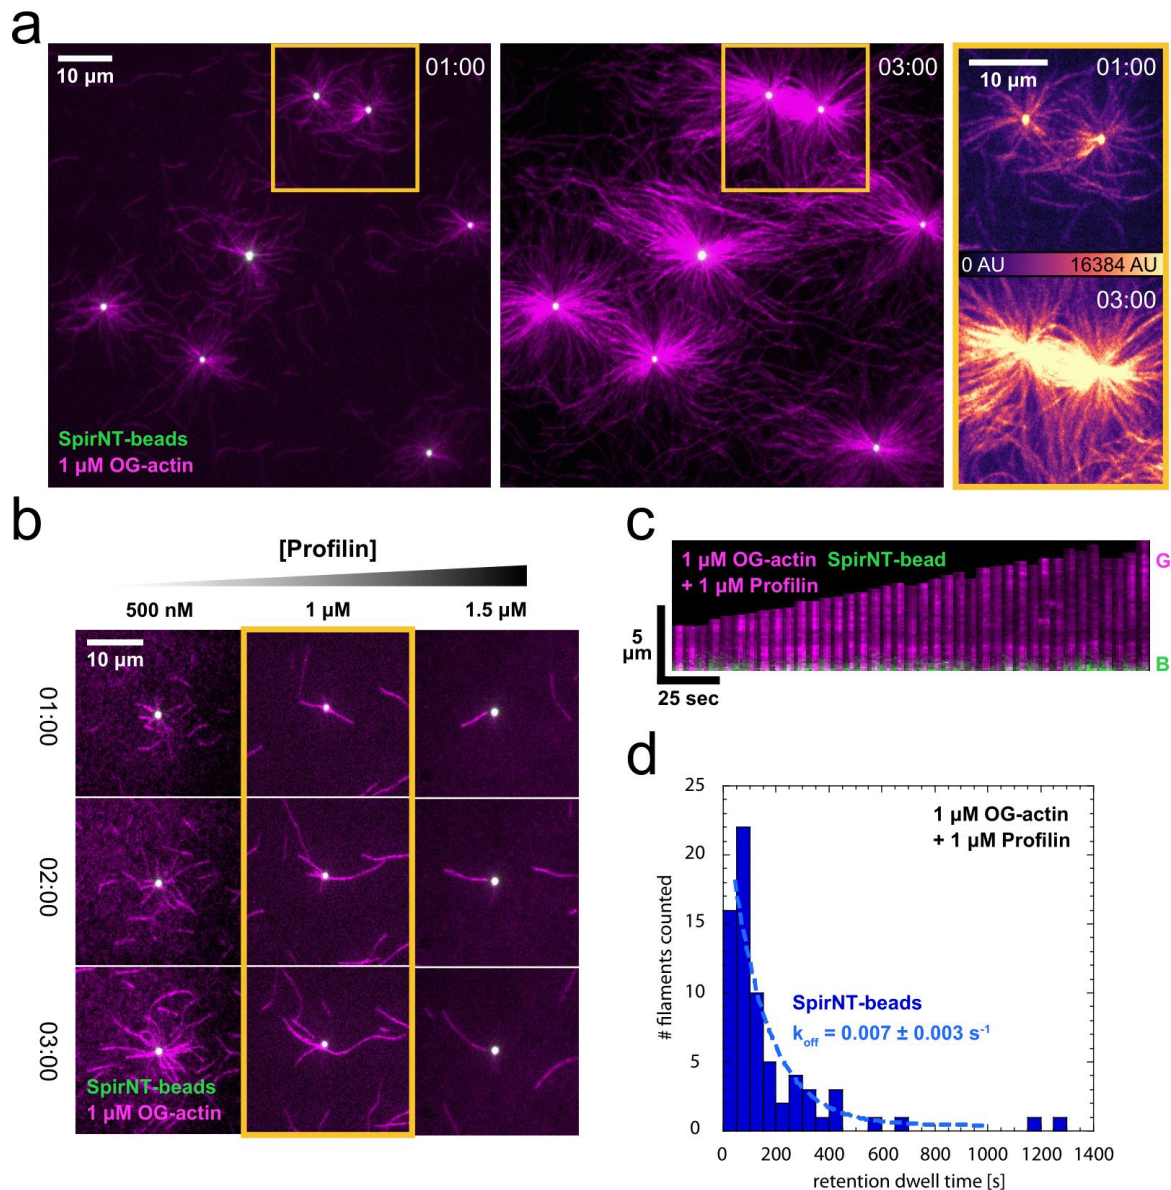 a
10 µm
01:00
03:00
10 µm
01:00
0 AU
16384 AU
03:00
SpirNT-beads
1 µM OG-actin
b
[Profilin]
500 nM
1 µM
1.5 µM
10 µm
01:00
02:00
03:00
SpirNT-beads
1 µM OG-actin
c
1 µM OG-actin SpirNT-bead
+ 1 µM Profilin
G
B
5
µm
25 sec
d
25
20
15
10
5
0
# filaments counted
1 µM OG-actin
+ 1 µM Profilin
SpirNT-beads
k_off = 0.007 ± 0.003 s⁻¹
0 200 400 600 800 1000 1200 1400
retention dwell time [s]